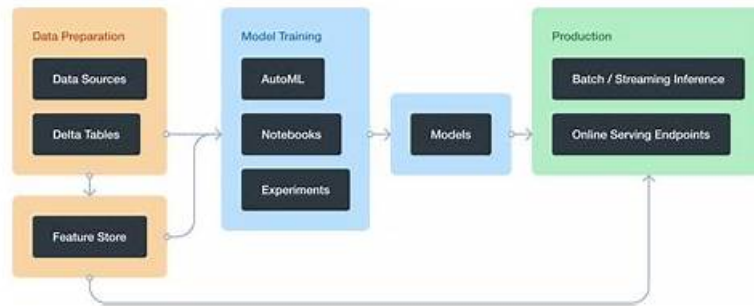 Data Preparation
Data Sources
Delta Tables
Feature Store
Model Training
AutoML
Notebooks
Experiments
Models
Production
Batch / Streaming Inference
Online Serving Endpoints